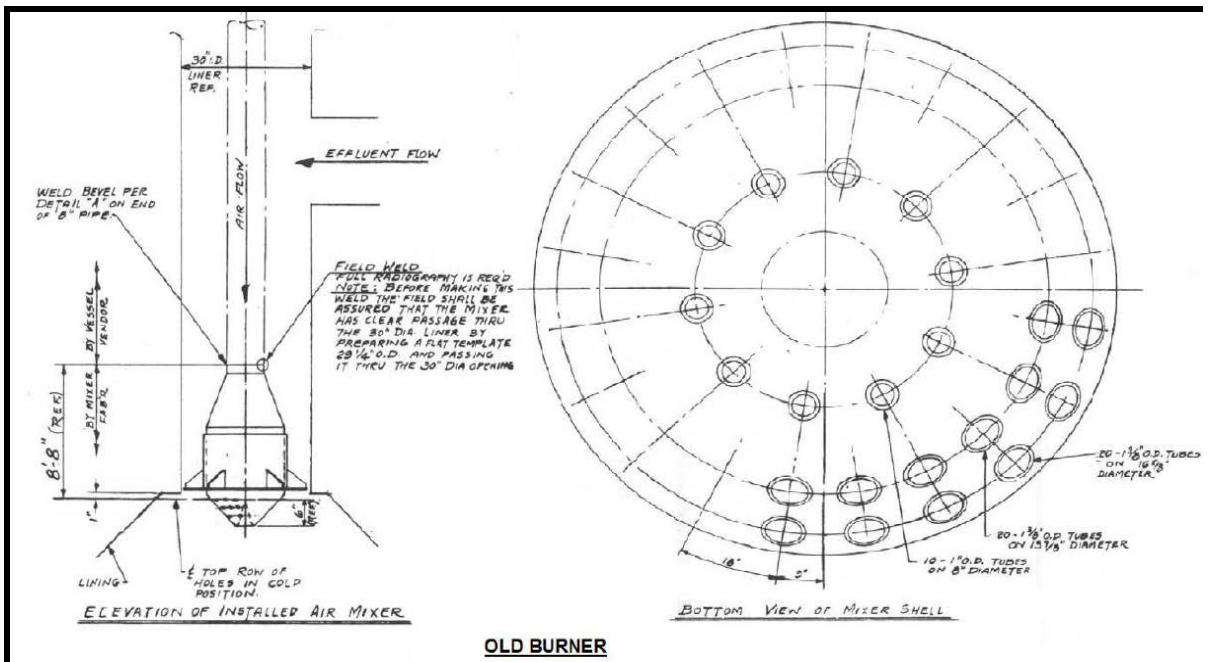 30" I.D.
LINER
REF.
EFFLUENT FLOW
AIR FLOW
WELD BEVEL PER
DETAIL "A" ON END
OF 8" PIPE.
FIELD WELD
FULL RADIOGRAPHY IS REQ'D
NOTE: BEFORE MAKING THIS
WELD THE FIELD SHALL BE
ASSURED THAT THE MIXER
HAS CLEAR PASSAGE THRU
THE 30" DIA. LINER BY
PREPARING A FLAT TEMPLATE
29 1/4" O.D. AND PASSING
IT THRU THE 30" DIA OPENING
BY VESSEL
VENDOR
BY MIXER
FAB'R
8'-8" (REF)
1"
6"
(REF)
LINING
℄ TOP ROW OF
HOLES IN COLD
POSITION.
ELEVATION OF INSTALLED AIR MIXER
20-1 3/8" O.D. TUBES
ON 16 5/8"
DIAMETER
20-1 3/8" O.D. TUBES
ON 13 7/8" DIAMETER
10-1" O.D. TUBES
ON 8" DIAMETER
18°
9°
BOTTOM VIEW OF MIXER SHELL
OLD BURNER